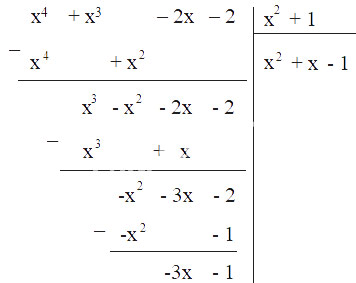 x⁴ + x³ − 2x − 2 | x² + 1
− x⁴ + x² | x² + x - 1
x³ - x² - 2x - 2
− x³ + x
-x² - 3x - 2
− -x² - 1
-3x - 1